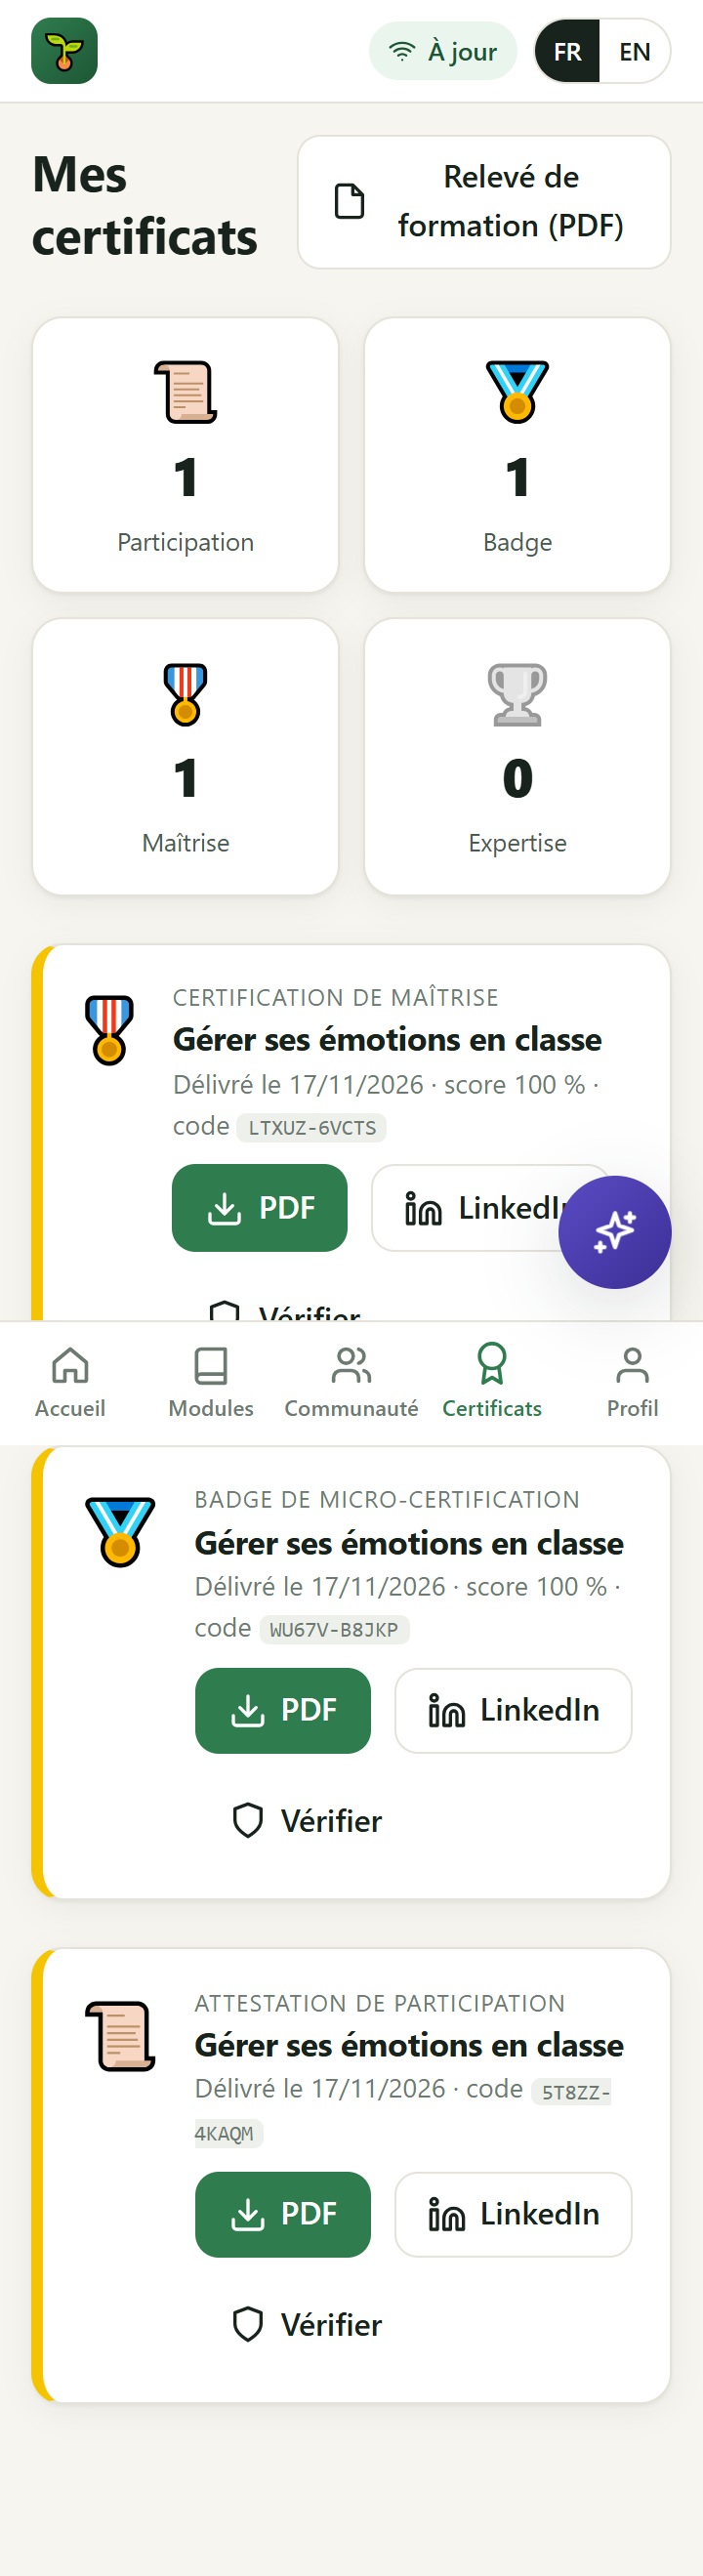 À jour
FR
EN
Mes
certificats
Relevé de
formation (PDF)
1
Participation
1
Badge
1
Maîtrise
0
Expertise
CERTIFICATION DE MAÎTRISE
Gérer ses émotions en classe
Délivré le 17/11/2026 · score 100 % ·
code LTXUZ-6VCTS
PDF
LinkedIn
Vérifier
Accueil
Modules
Communauté
Certificats
Profil
BADGE DE MICRO-CERTIFICATION
Gérer ses émotions en classe
Délivré le 17/11/2026 · score 100 % ·
code WU67V-B8JKP
PDF
LinkedIn
Vérifier
ATTESTATION DE PARTICIPATION
Gérer ses émotions en classe
Délivré le 17/11/2026 · code 5T8ZZ-
4KAQM
PDF
LinkedIn
Vérifier